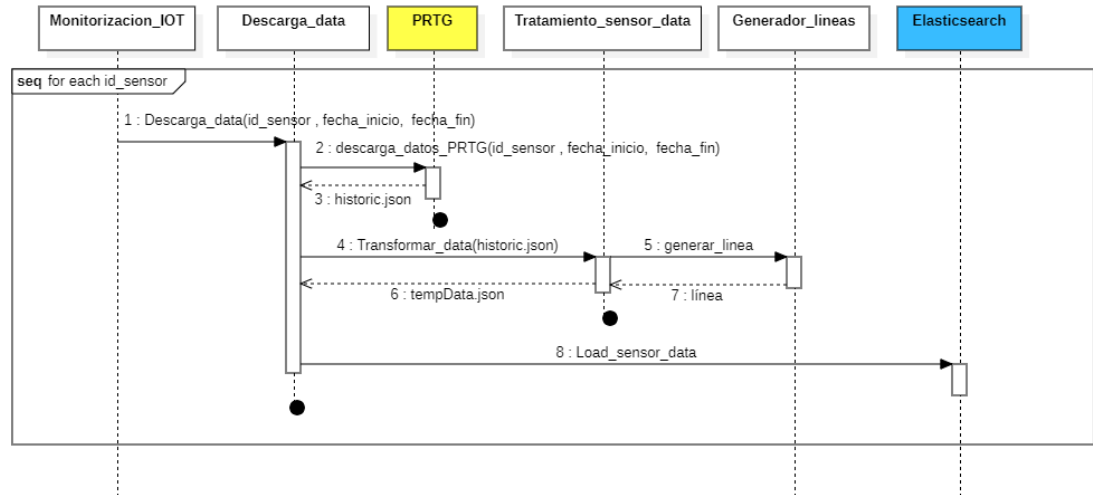 Monitorizacion_IOT
Descarga_data
PRTG
Tratamiento_sensor_data
Generador_lineas
Elasticsearch
seq for each id_sensor
1 : Descarga_data(id_sensor , fecha_inicio, fecha_fin)
2 : descarga_datos_PRTG(id_sensor , fecha_inicio, fecha_fin)
3 : historic.json
4 : Transformar_data(historic.json)
5 : generar_linea
6 : tempData.json
7 : línea
8 : Load_sensor_data